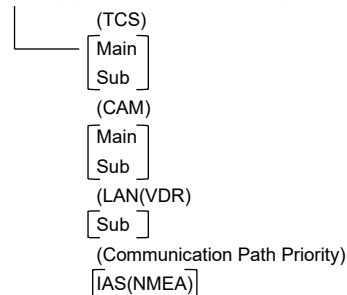 (TCS)
Main
Sub
(CAM)
Main
Sub
(LAN(VDR)
Sub
(Communication Path Priority)
IAS(NMEA)